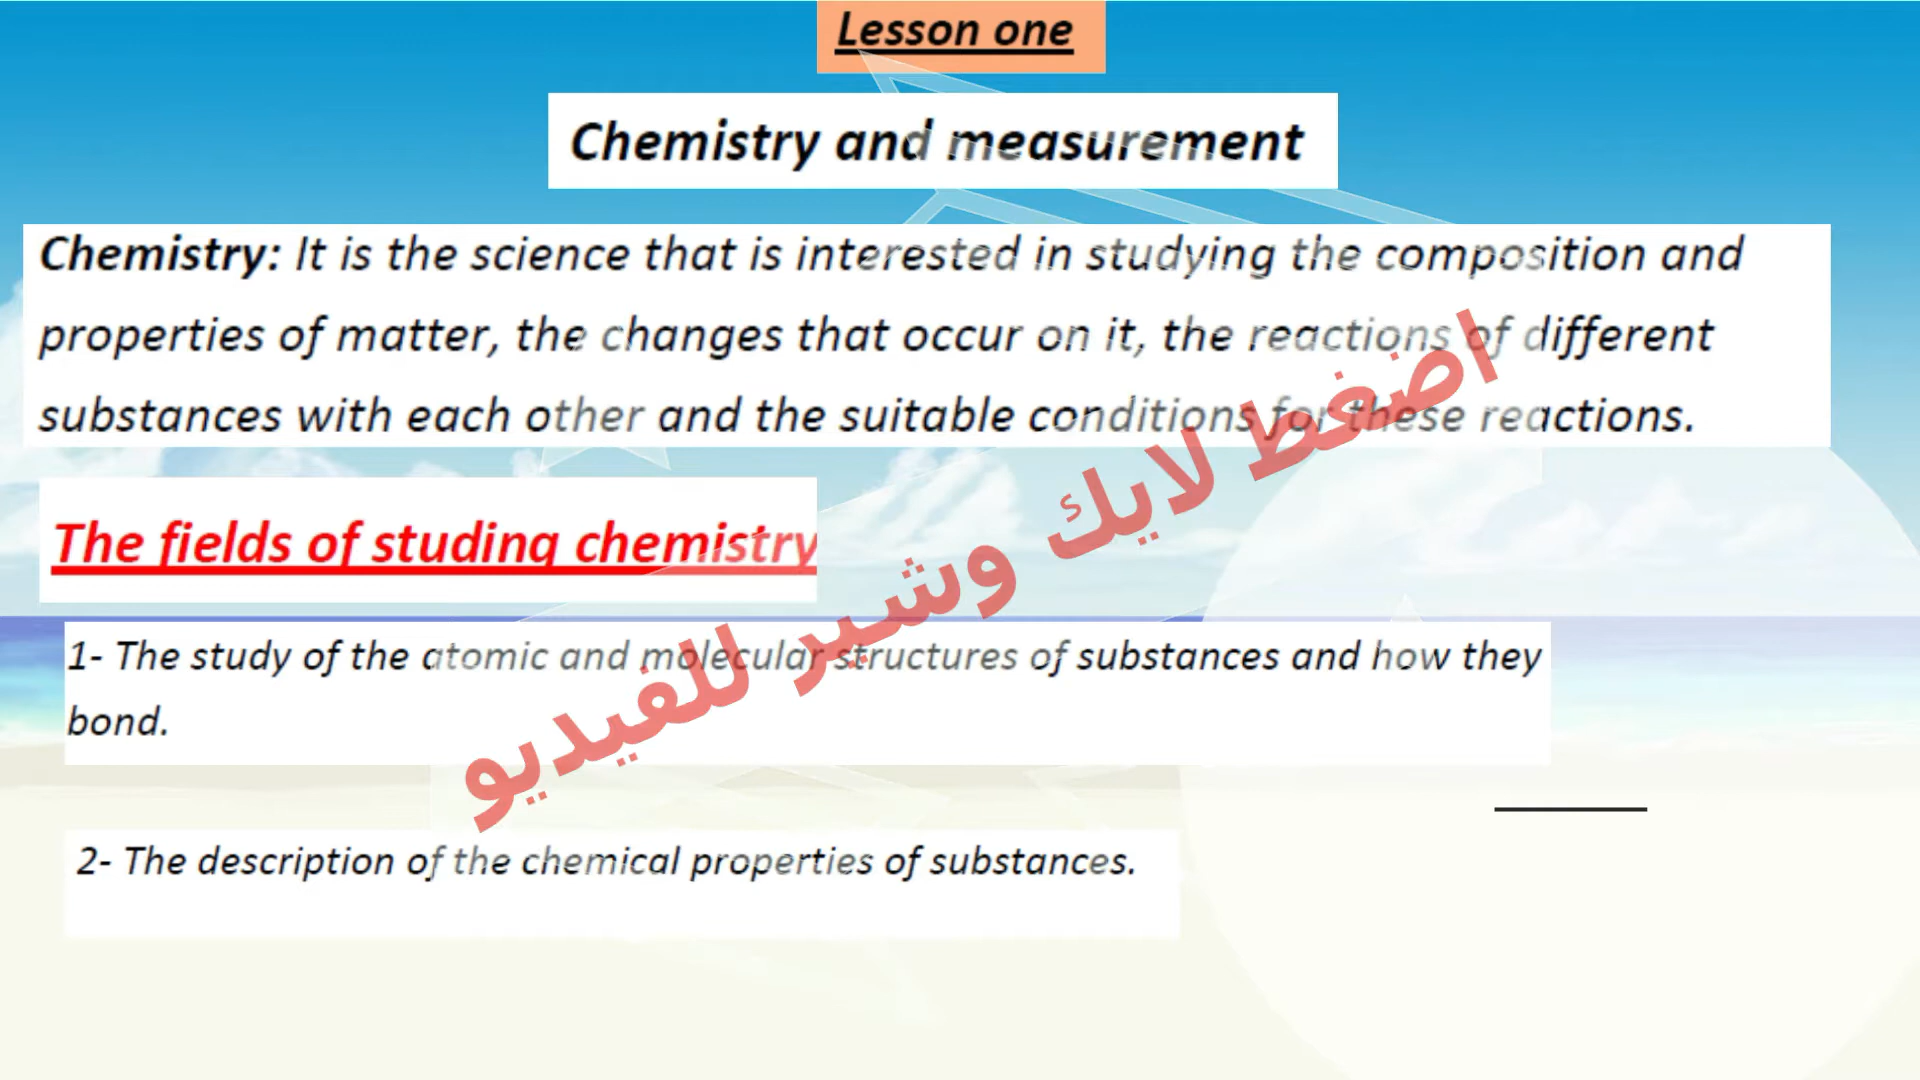 Lesson one
Chemistry and measurement
Chemistry: It is the science that is interested in studying the composition and
properties of matter, the changes that occur on it, the reactions of different
substances with each other and the suitable conditions for these reactions.
The fields of studing chemistry
1- The study of the atomic and molecular structures of substances and how they
bond.
2- The description of the chemical properties of substances.
اضغط لايك وشير للفيديو